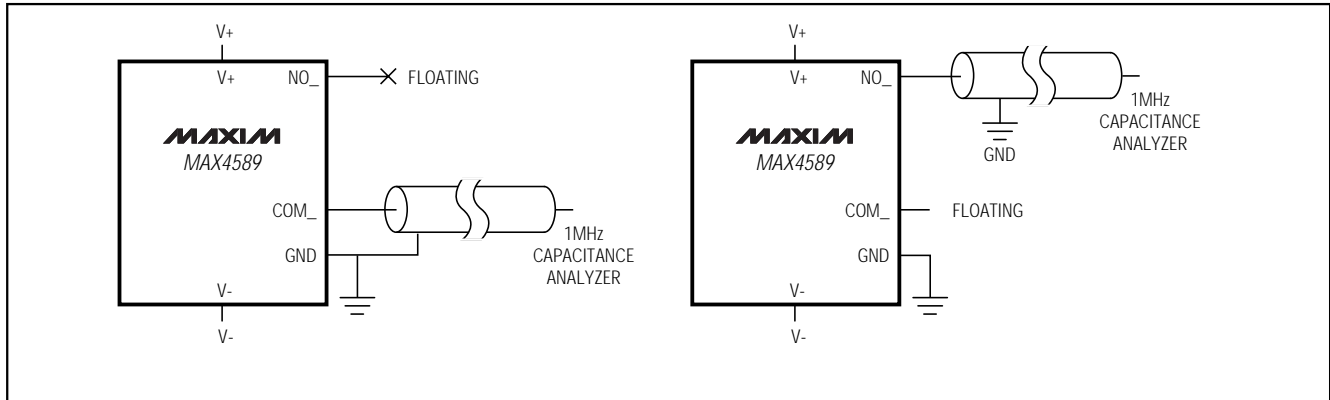 V+
V+
NO_
FLOATING
MAXIM
MAX4589
COM_
1MHz
CAPACITANCE
ANALYZER
GND
V-
V-
V+
V+
NO_
1MHz
CAPACITANCE
ANALYZER
GND
MAXIM
MAX4589
COM_
FLOATING
GND
V-
V-